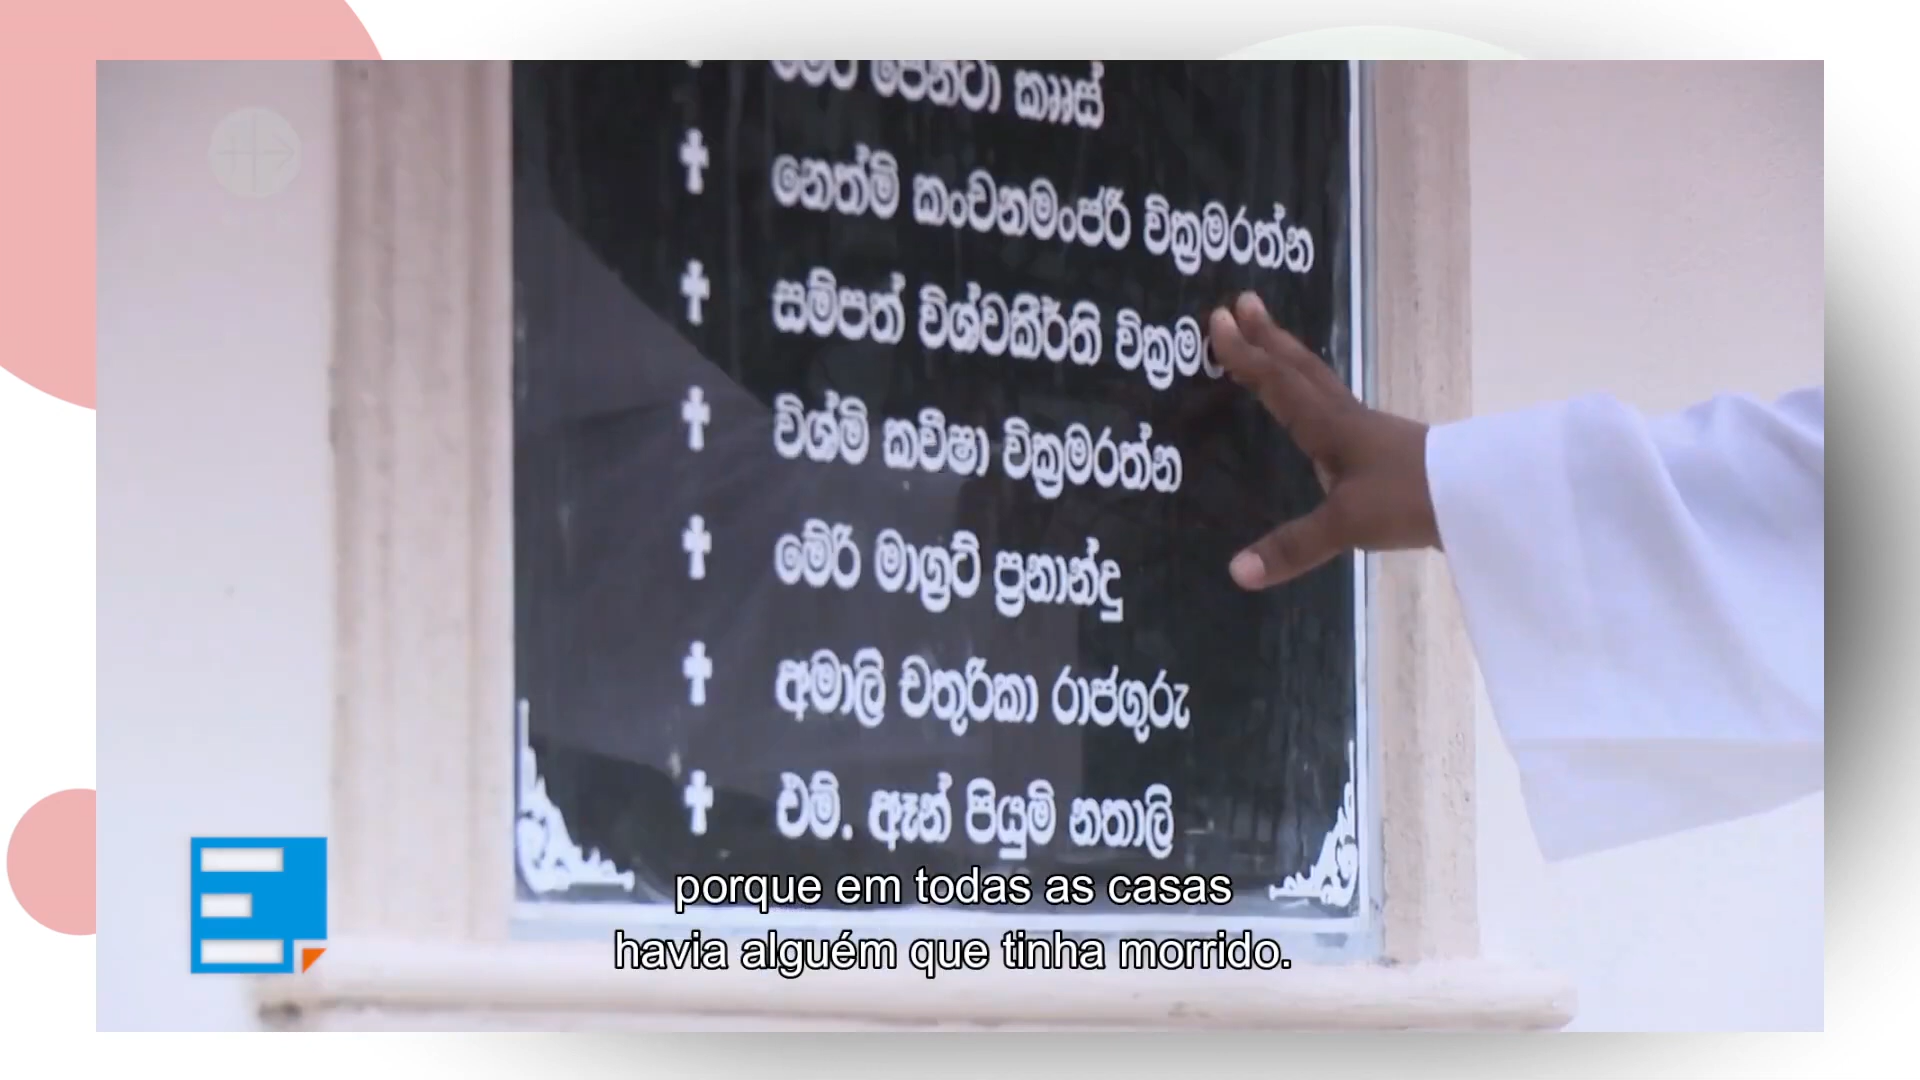 නෙත්මි කංචනමංජරි වික්‍රමරත්න
සම්පත් විශ්වකීර්ති
විශ්මි කවීෂා වික්‍රමරත්න
මේරි මාග්‍රට් ප්‍රනාන්දු
අමාලි චතුරිකා රාජගුරු
එම්. ඈන් පියුමි නතාලි
porque em todas as casas
havia alguém que tinha morrido.